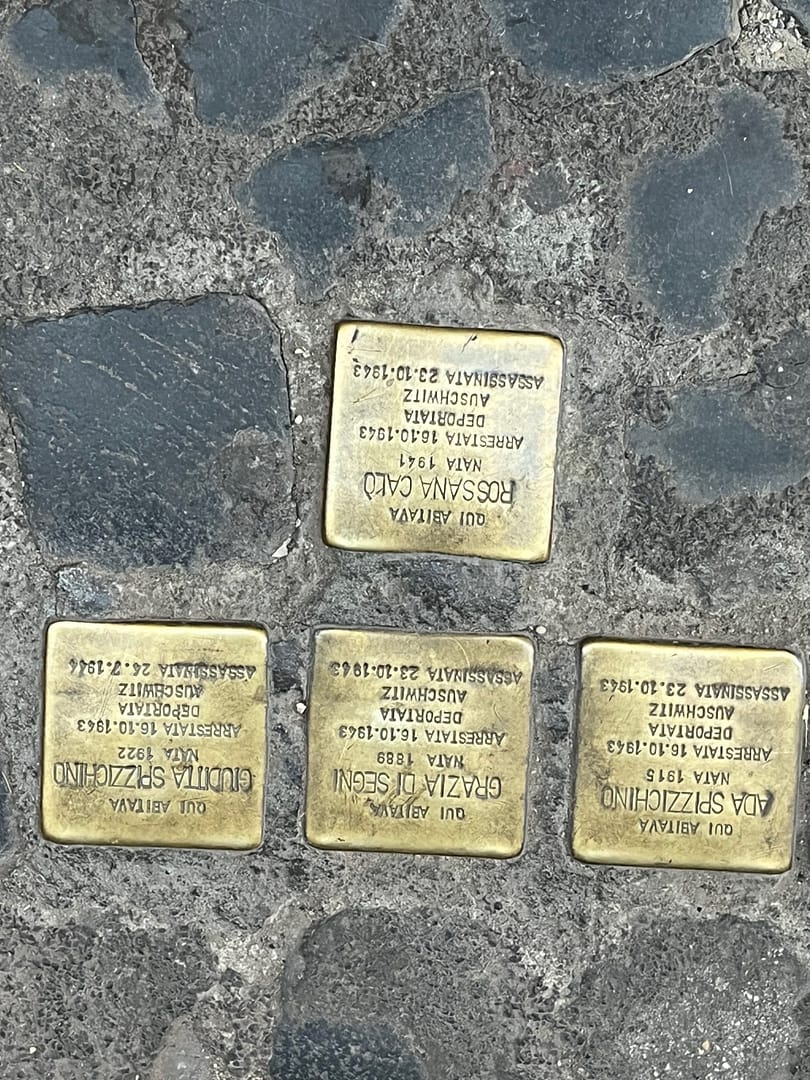 QUI ABITAVA
ADA SPIZZICHINO
NATA 1915
ARRESTATA 16.10.1943
DEPORTATA
AUSCHWITZ
ASSASSINATA 23.10.1943
QUI ABITAVA
GRAZIA DI SEGNI
NATA 1889
ARRESTATA 16.10.1943
DEPORTATA
AUSCHWITZ
ASSASSINATA 23.10.1943
QUI ABITAVA
GIUDITTA SPIZZICHINO
NATA 1922
ARRESTATA 16.10.1943
DEPORTATA
AUSCHWITZ
ASSASSINATA 24.7.1944
QUI ABITAVA
ROSSANA CALÒ
NATA 1941
ARRESTATA 16.10.1943
DEPORTATA
AUSCHWITZ
ASSASSINATA 23.10.1943